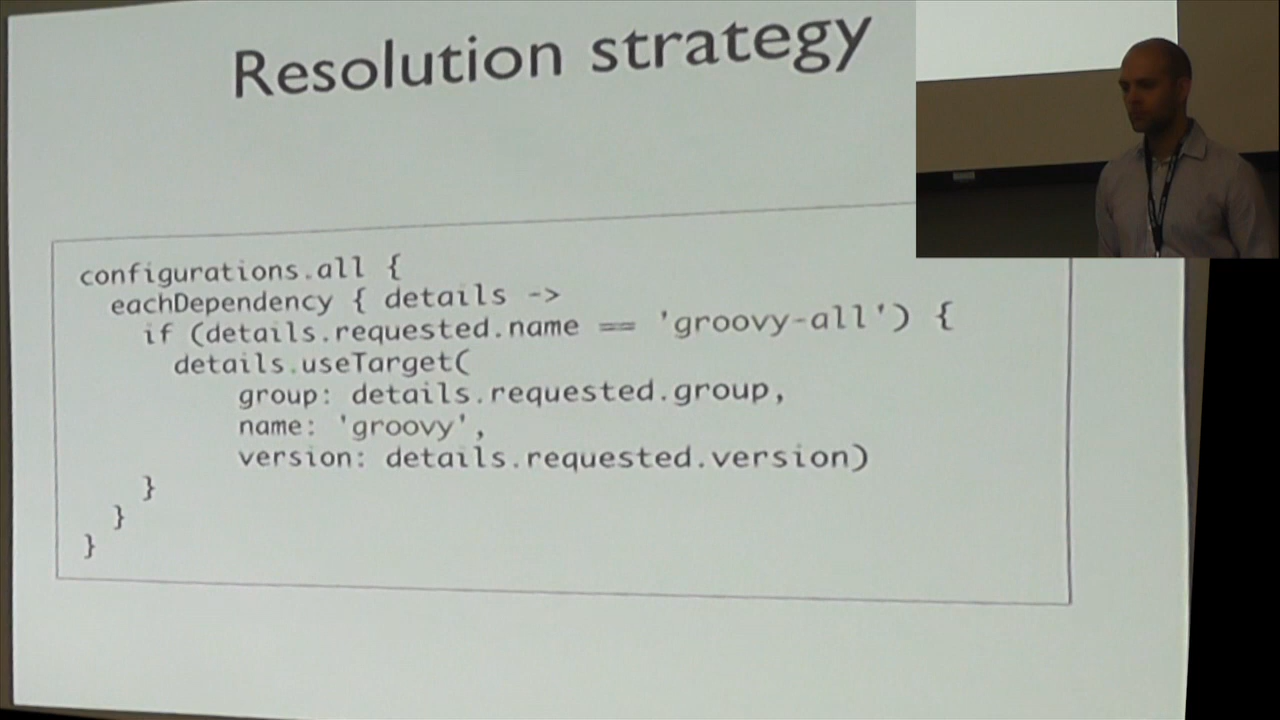 Resolution strategy
configurations.all {
eachDependency { details ->
if (details.requested.name == 'groovy-all') {
details.useTarget(
group: details.requested.group,
name: 'groovy',
version: details.requested.version)
}
}
}